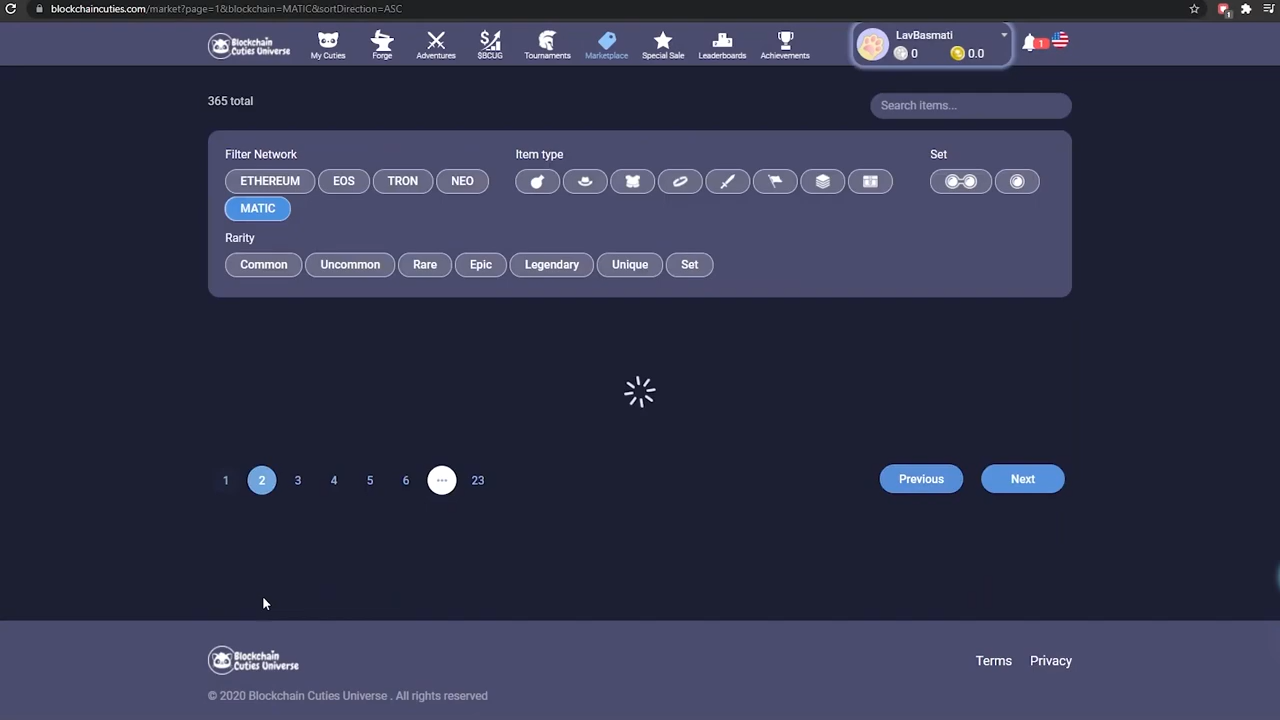 blockchaincuties.com/market?page=1&blockchain=MATIC&sortDirection=ASC
1
Blockchain
Cuties Universe
My Cuties
Forge
Adventures
$BCUG
Tournaments
Marketplace
Special Sale
Leaderboards
Achievements
LavBasmati
0
0.0
1
365 total
Search items...
Filter Network
Item type
Set
ETHEREUM
EOS
TRON
NEO
MATIC
Rarity
Common
Uncommon
Rare
Epic
Legendary
Unique
Set
1 2 3 4 5 6 ... 23
Previous
Next
Blockchain
Cuties Universe
Terms
Privacy
© 2020 Blockchain Cuties Universe . All rights reserved